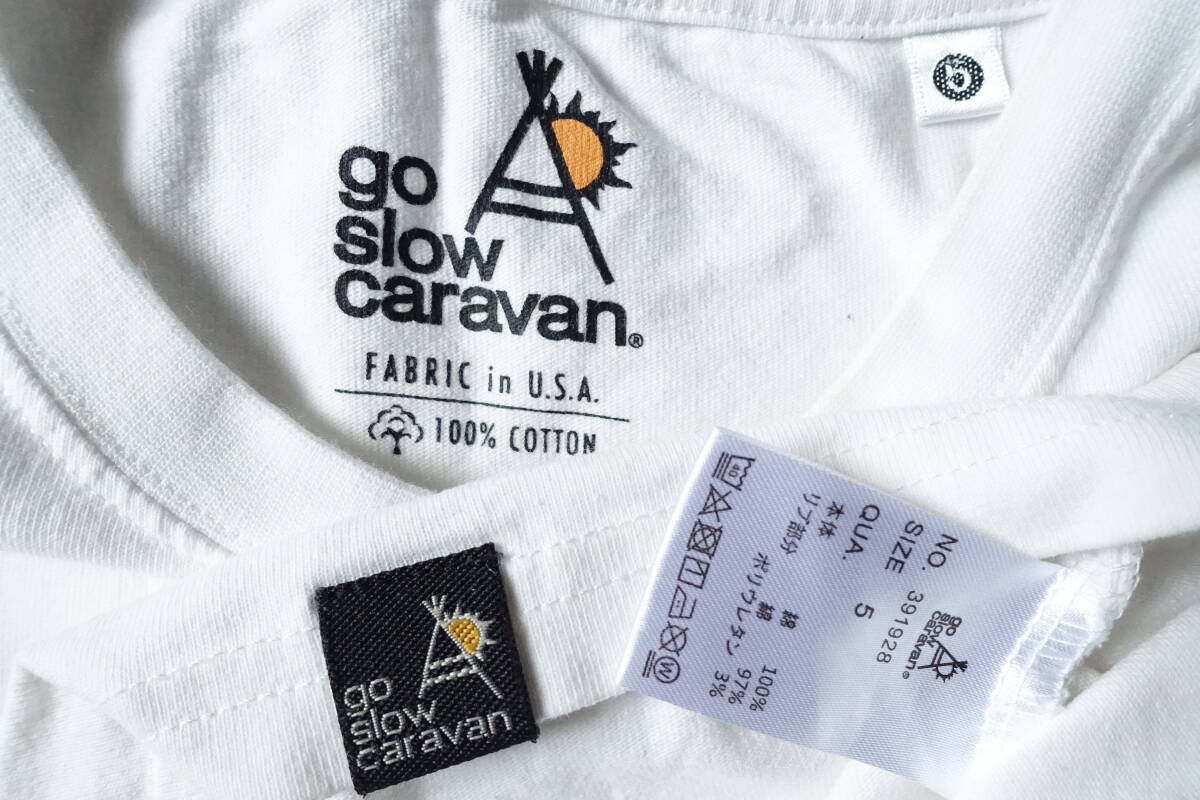 go
slow
caravan®
FABRIC in U.S.A.
100% COTTON
5
go
slow
caravan
go
slow
caravan®
NO. 391928
SIZE 5
QUA.
本体 綿 100%
リブ部分 綿 97%
ポリウレタン 3%
40
W